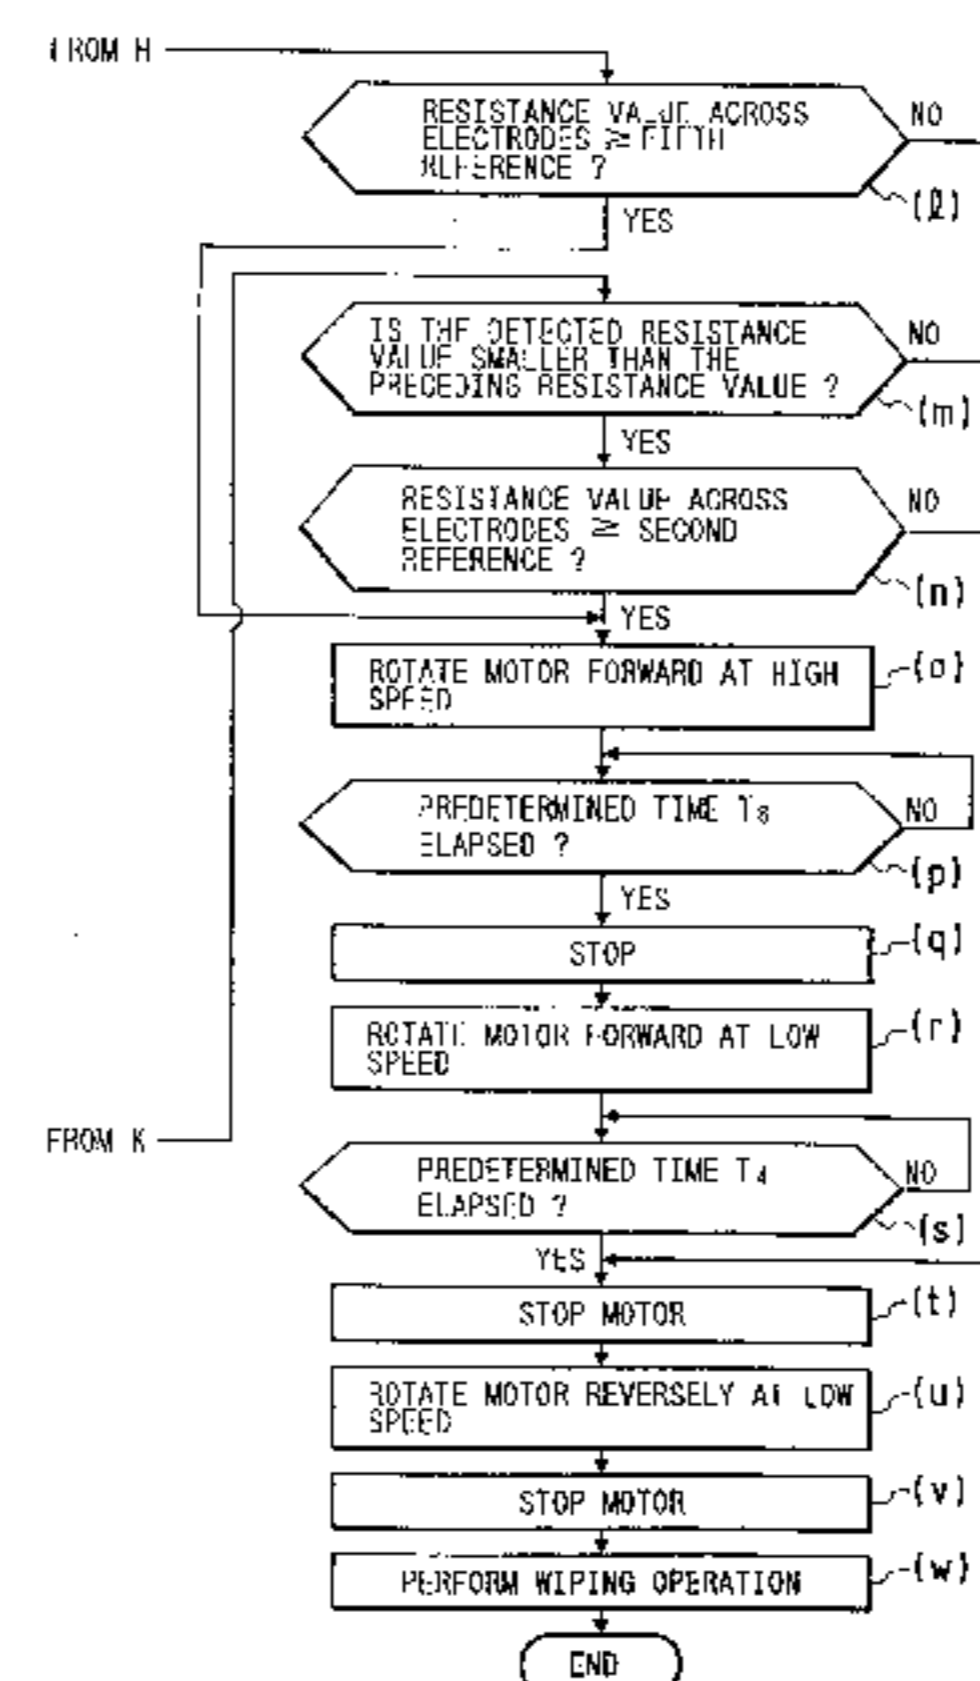 FROM H
RESISTANCE VALUE ACROSS
ELECTRODES ≧ FIFTH
REFERENCE ?
NO
(ℓ)
YES
IS THE DETECTED RESISTANCE
VALUE SMALLER THAN THE
PRECEDING RESISTANCE VALUE ?
NO
(m)
YES
RESISTANCE VALUE ACROSS
ELECTRODES ≧ SECOND
REFERENCE ?
NO
(n)
YES
ROTATE MOTOR FORWARD AT HIGH
SPEED
(o)
PREDETERMINED TIME T8
ELAPSED ?
NO
(p)
YES
STOP
(q)
ROTATE MOTOR FORWARD AT LOW
SPEED
(r)
FROM K
PREDETERMINED TIME T4
ELAPSED ?
NO
(s)
YES
STOP MOTOR
(t)
ROTATE MOTOR REVERSELY AT LOW
SPEED
(u)
STOP MOTOR
(v)
PERFORM WIPING OPERATION
(w)
END